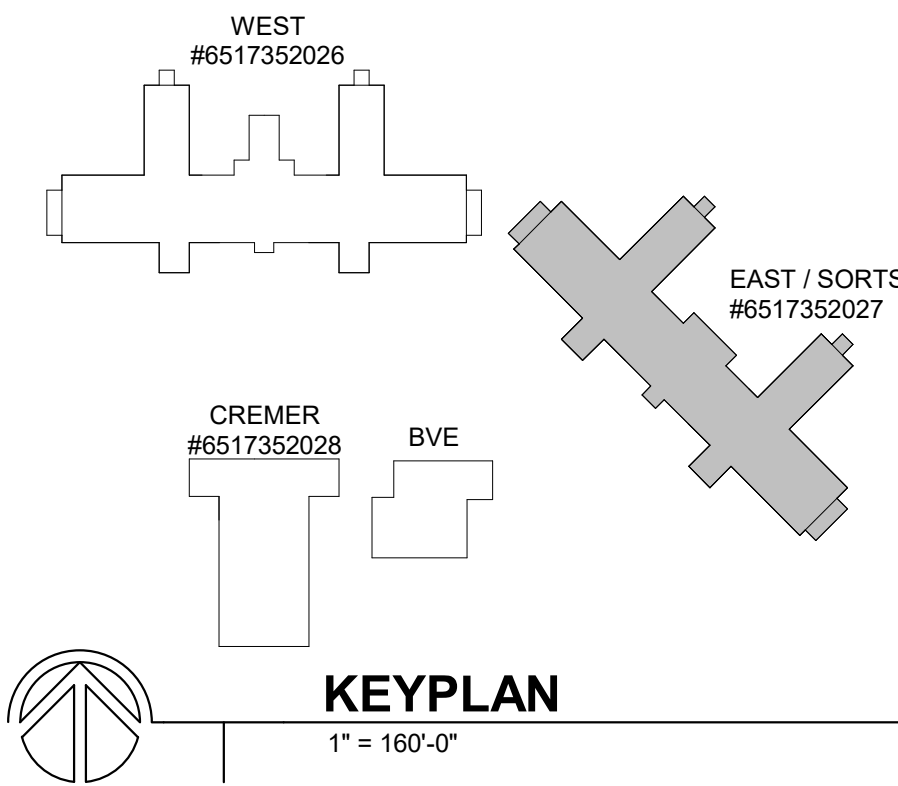 WEST
#6517352026
EAST / SORTS
#6517352027
CREMER
#6517352028
BVE
KEYPLAN
1" = 160'-0"